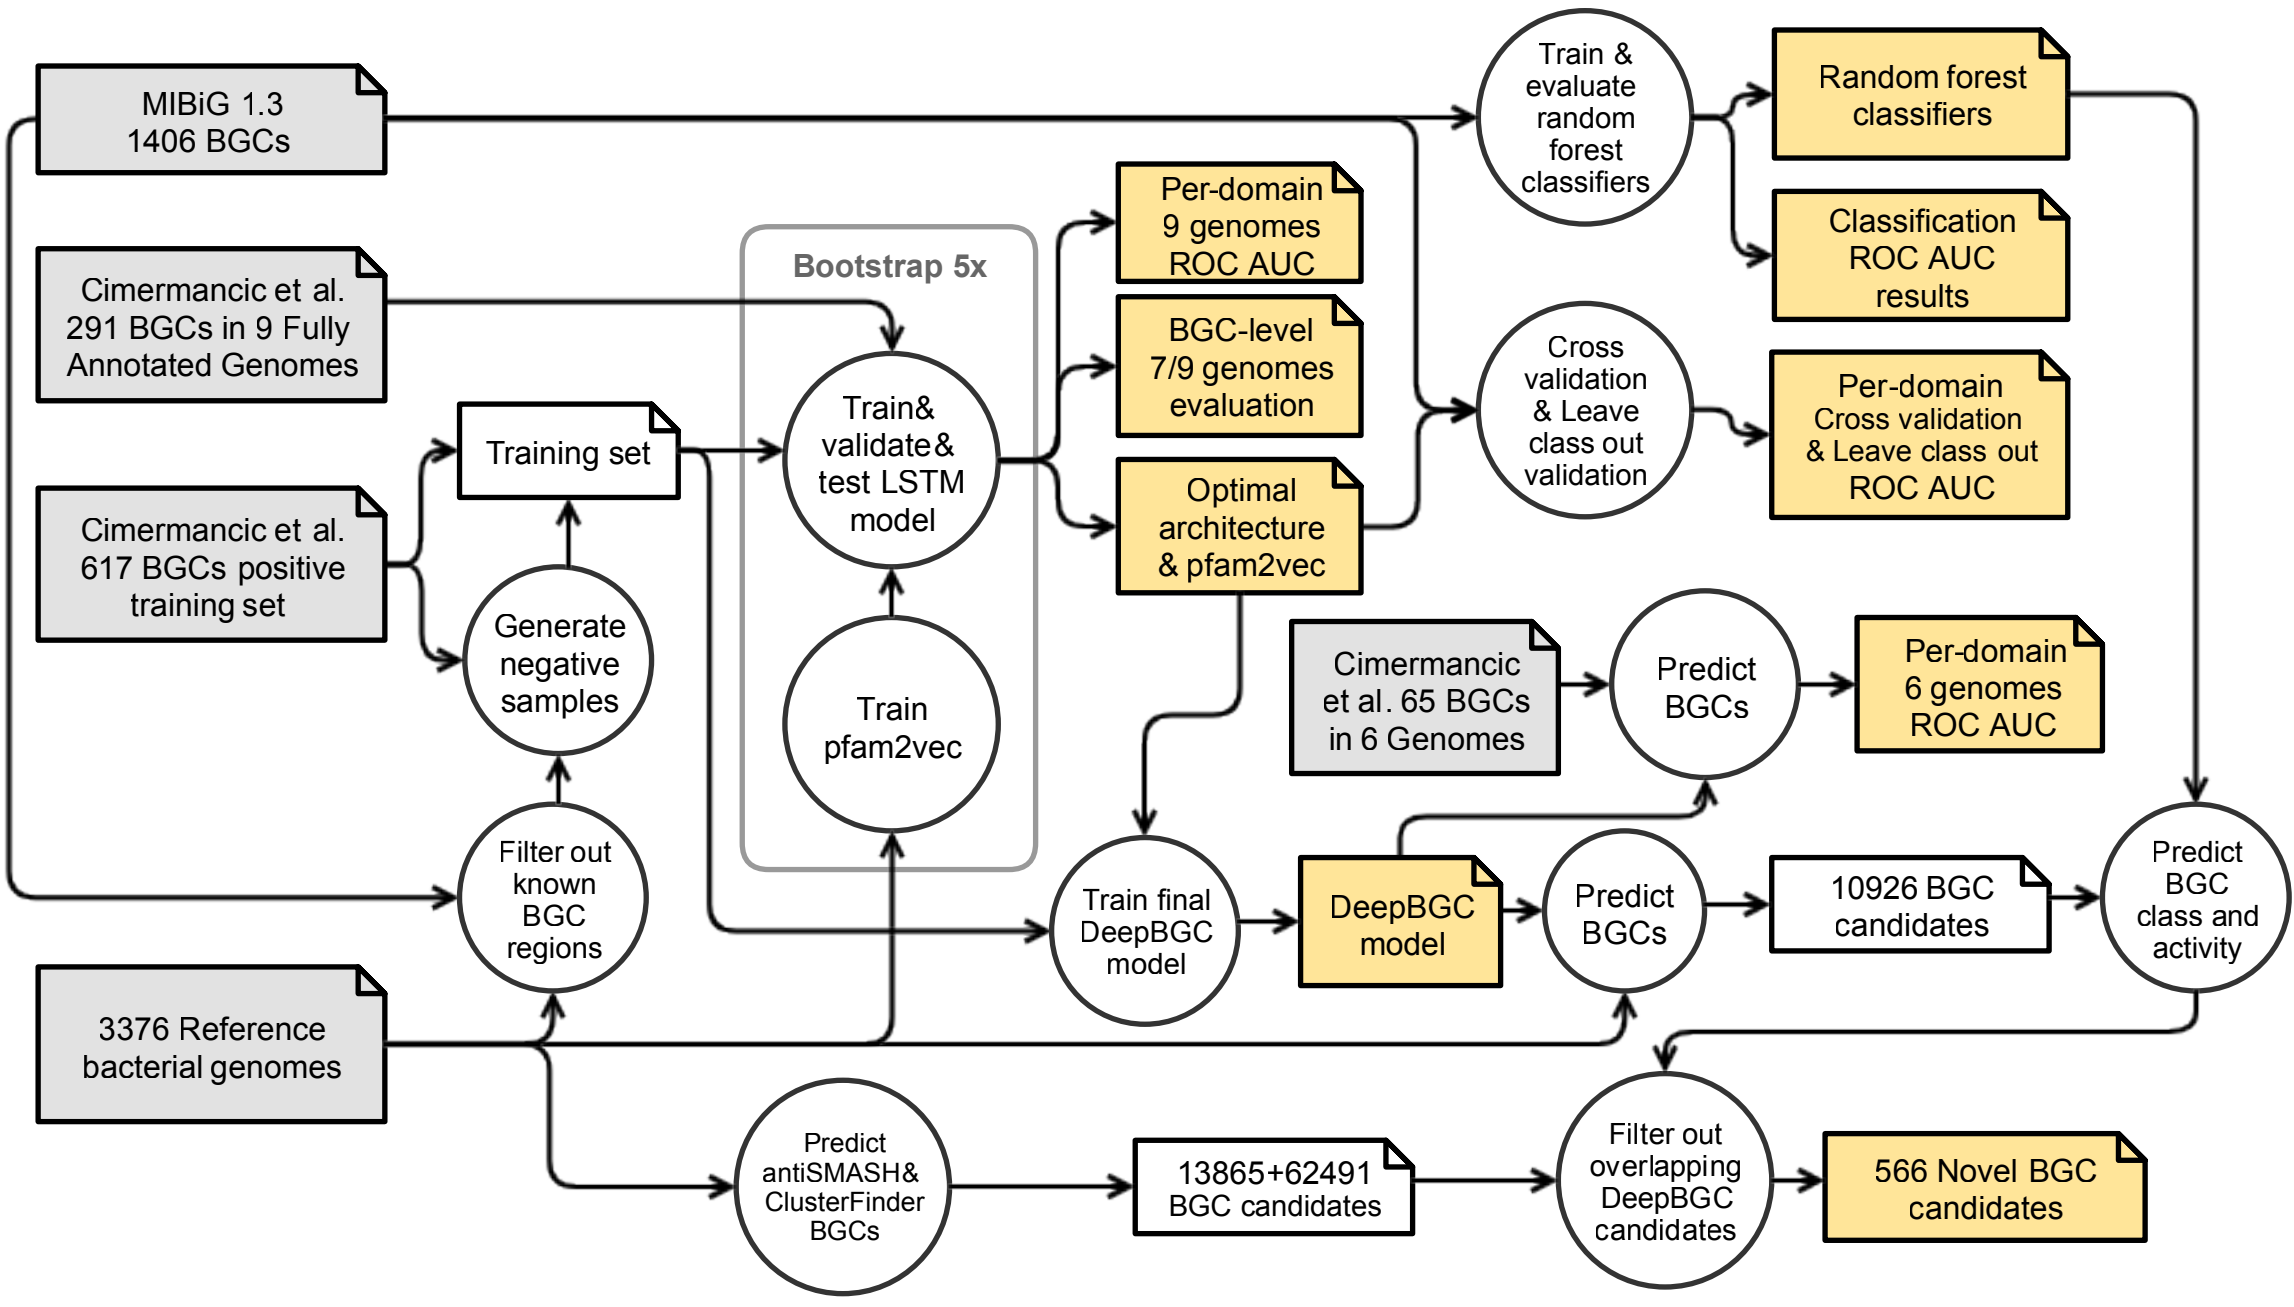 MIBiG 1.3
1406 BGCs
Cimermancic et al.
291 BGCs in 9 Fully
Annotated Genomes
Cimermancic et al.
617 BGCs positive
training set
3376 Reference
bacterial genomes
Training set
Generate
negative
samples
Filter out
known
BGC
regions
Bootstrap 5x
Train&
validate&
test LSTM
model
Train
pfam2vec
Per-domain
9 genomes
ROC AUC
BGC-level
7/9 genomes
evaluation
Optimal
architecture
& pfam2vec
Train &
evaluate
random
forest
classifiers
Random forest
classifiers
Classification
ROC AUC
results
Cross
validation
& Leave
class out
validation
Per-domain
Cross validation
& Leave class out
ROC AUC
Cimermancic
et al. 65 BGCs
in 6 Genomes
Predict
BGCs
Per-domain
6 genomes
ROC AUC
Train final
DeepBGC
model
DeepBGC
model
Predict
BGCs
10926 BGC
candidates
Predict
BGC
class and
activity
Predict
antiSMASH&
ClusterFinder
BGCs
13865+62491
BGC candidates
Filter out
overlapping
DeepBGC
candidates
566 Novel BGC
candidates